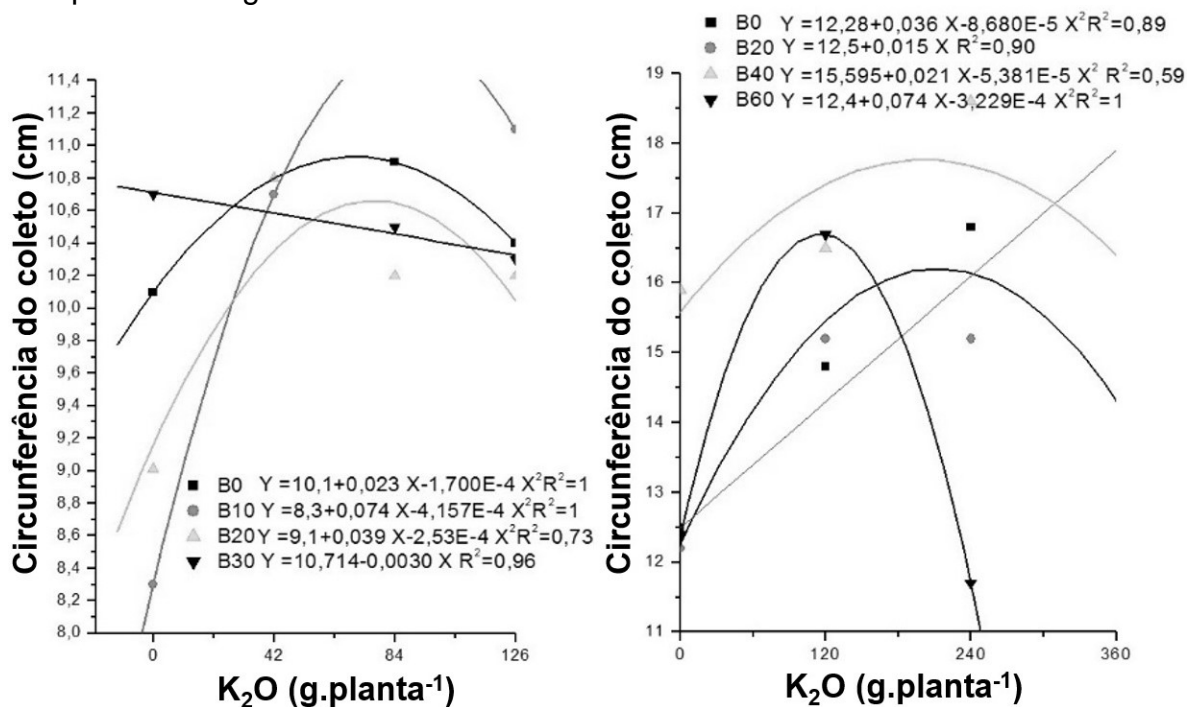 B0 Y =12,28+0,036 X-8,680E-5 X²R²=0,89
B20 Y =12,5+0,015 X R²=0,90
B40 Y =15,595+0,021 X-5,381E-5 X² R²=0,59
B60 Y =12,4+0,074 X-3,229E-4 X²R²=1
Circunferência do coleto (cm)
11,4
11,2
11,0
10,8
10,6
10,4
10,2
10,0
9,8
9,6
9,4
9,2
9,0
8,8
8,6
8,4
8,2
8,0
B0 Y =10,1+0,023 X-1,700E-4 X²R²=1
B10 Y =8,3+0,074 X-4,157E-4 X²R²=1
B20 Y =9,1+0,039 X-2,53E-4 X²R²=0,73
B30 Y =10,714-0,0030 X R²=0,96
0 42 84 126
K₂O (g.planta⁻¹)
Circunferência do coleto (cm)
19
18
17
16
15
14
13
12
11
0 120 240 360
K₂O (g.planta⁻¹)